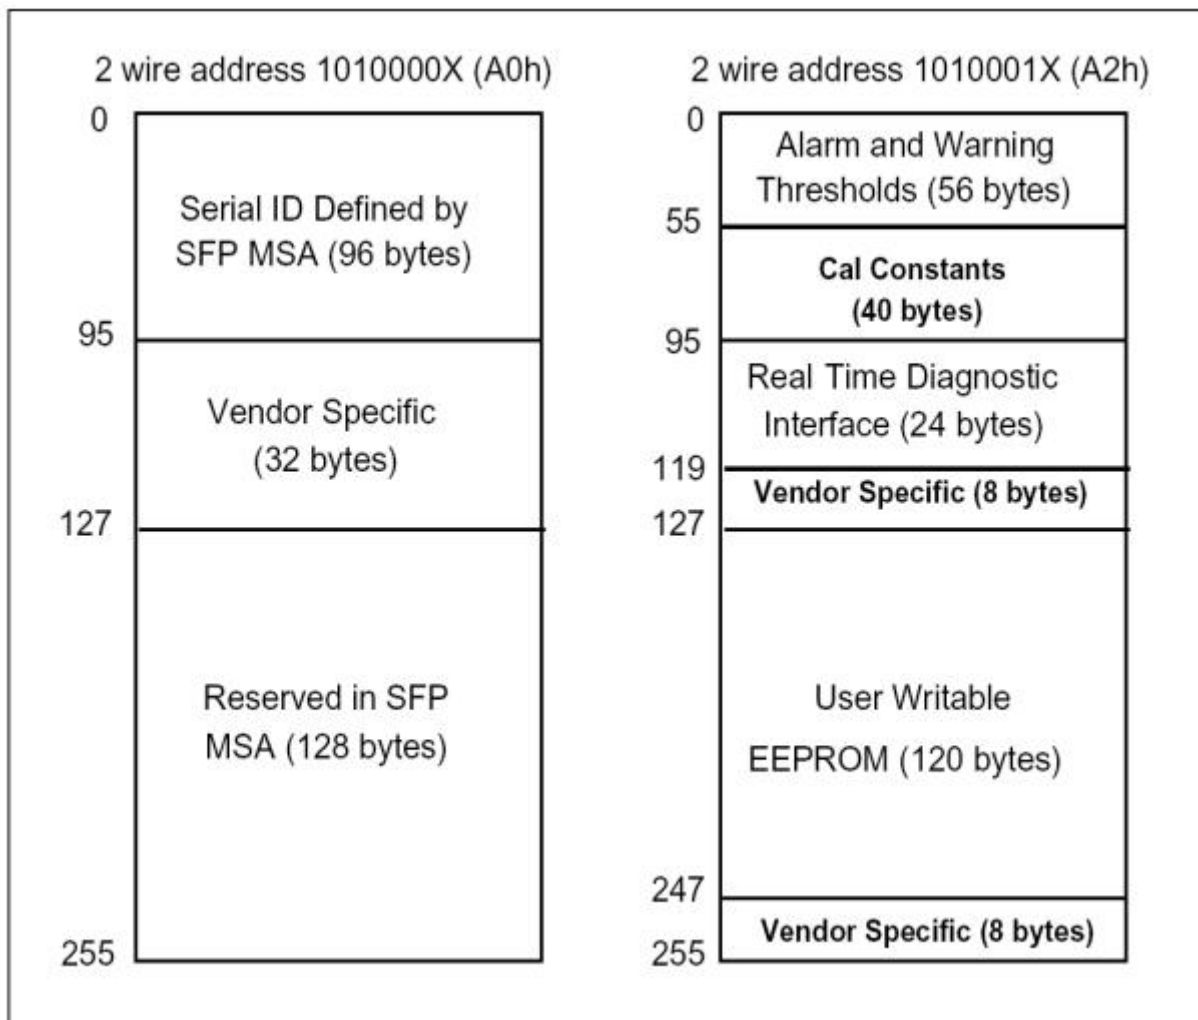 2 wire address 1010000X (A0h)
0
Serial ID Defined by
SFP MSA (96 bytes)
95
Vendor Specific
(32 bytes)
127
Reserved in SFP
MSA (128 bytes)
255
2 wire address 1010001X (A2h)
0
Alarm and Warning
Thresholds (56 bytes)
55
Cal Constants
(40 bytes)
95
Real Time Diagnostic
Interface (24 bytes)
119
Vendor Specific (8 bytes)
127
User Writable
EEPROM (120 bytes)
247
Vendor Specific (8 bytes)
255